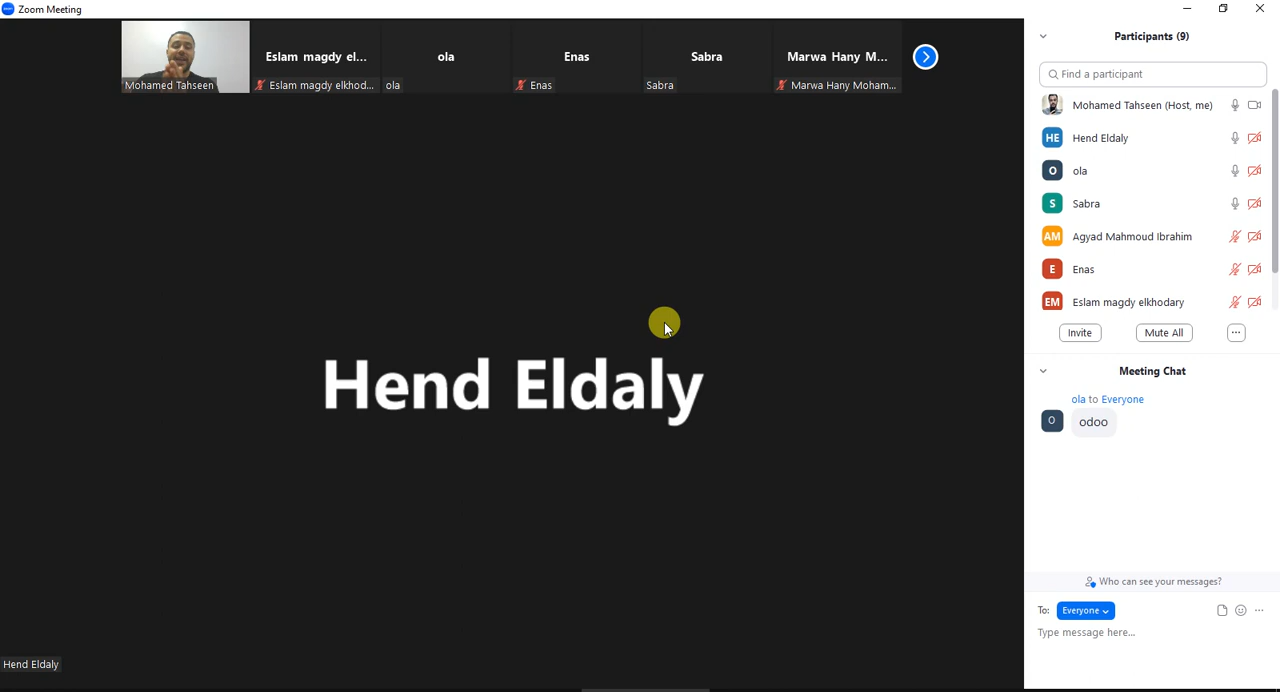 Zoom Meeting
Eslam magdy el...
ola
Enas
Sabra
Marwa Hany M...
Mohamed Tahseen
Eslam magdy elkhod...
ola
Enas
Sabra
Marwa Hany Moham...
Hend Eldaly
Hend Eldaly
Participants (9)
Find a participant
Mohamed Tahseen (Host, me)
HE Hend Eldaly
O ola
S Sabra
AM Agyad Mahmoud Ibrahim
E Enas
EM Eslam magdy elkhodary
Invite Mute All ...
Meeting Chat
ola to Everyone
O odoo
Who can see your messages?
To: Everyone
Type message here...